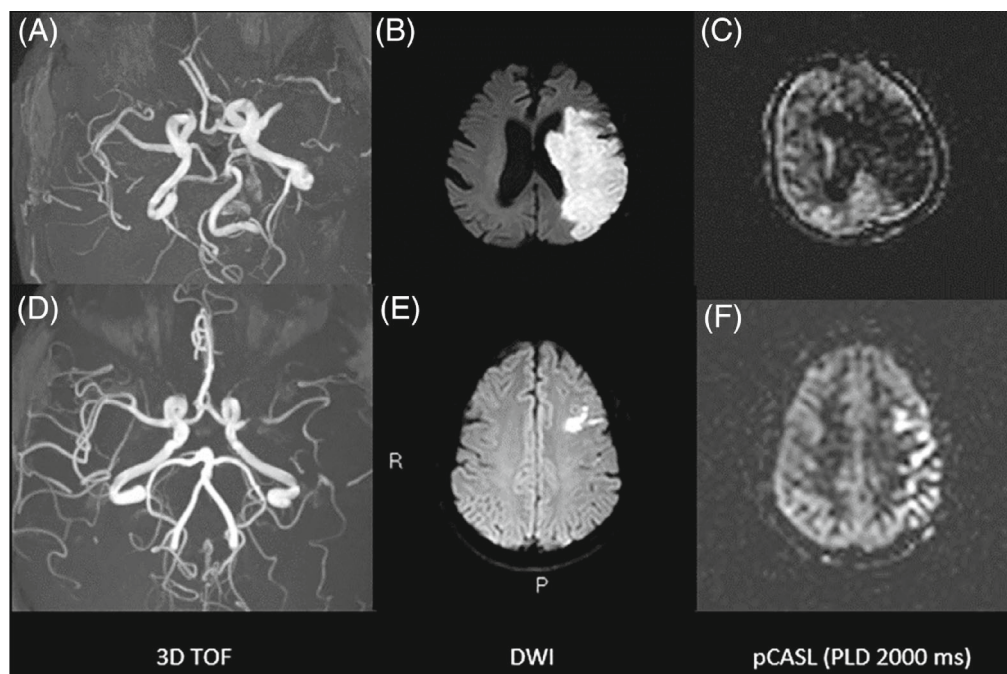 (A)
(B)
(C)
(D)
(E)
(F)
R
P
3D TOF
DWI
pCASL (PLD 2000 ms)